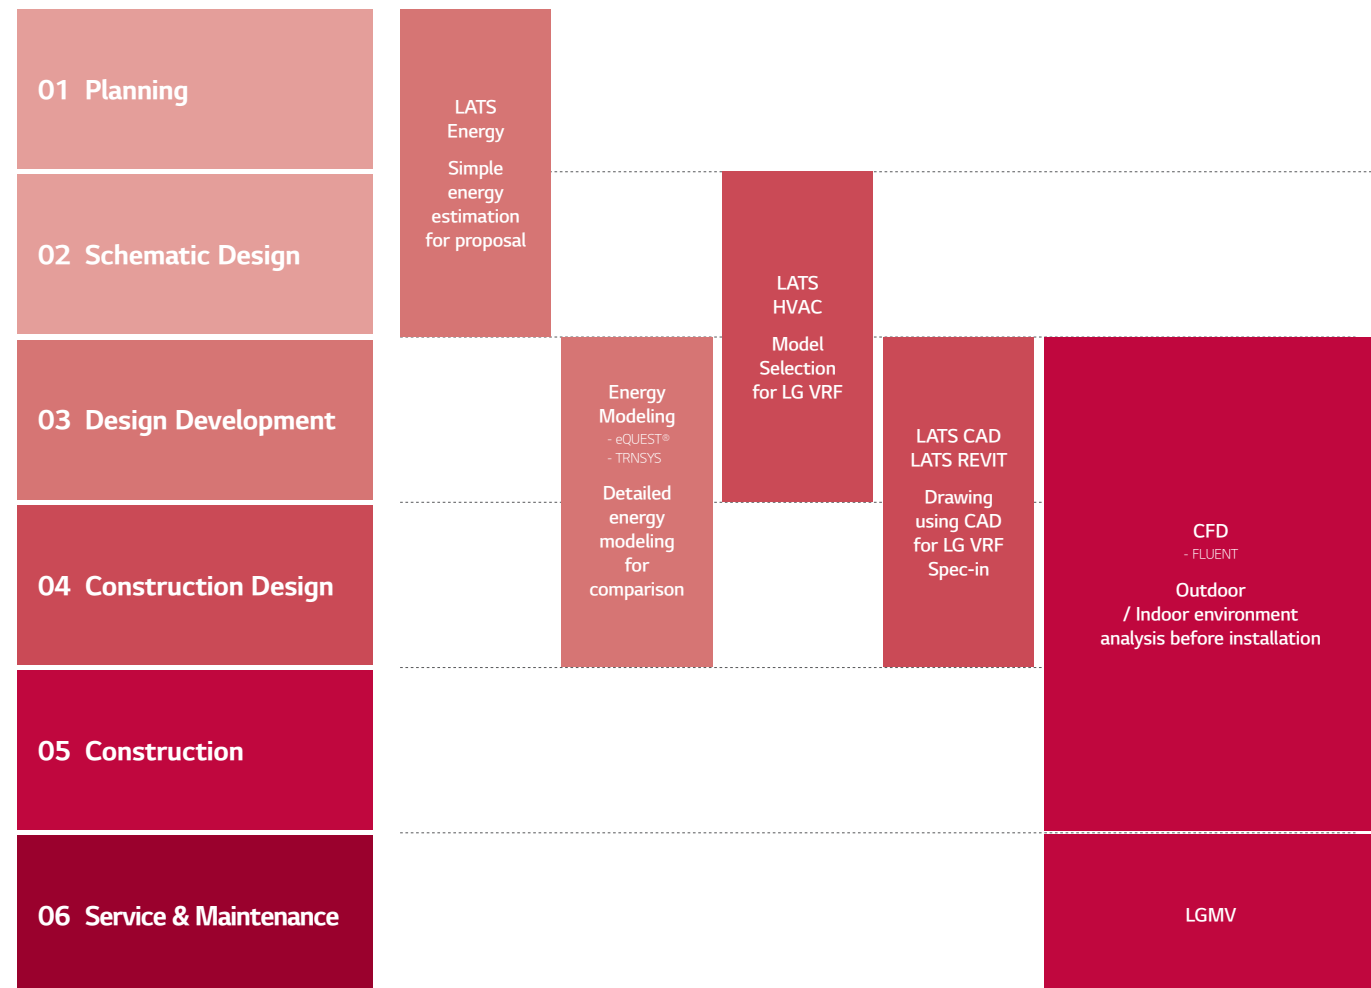 01 Planning
02 Schematic Design
03 Design Development
04 Construction Design
05 Construction
06 Service & Maintenance
LATS
Energy
Simple
energy
estimation
for proposal
Energy
Modeling
- eQUEST®
- TRNSYS
Detailed
energy
modeling
for
comparison
LATS
HVAC
Model
Selection
for LG VRF
LATS CAD
LATS REVIT
Drawing
using CAD
for LG VRF
Spec-in
CFD
- FLUENT
Outdoor
/ Indoor environment
analysis before installation
LGMV